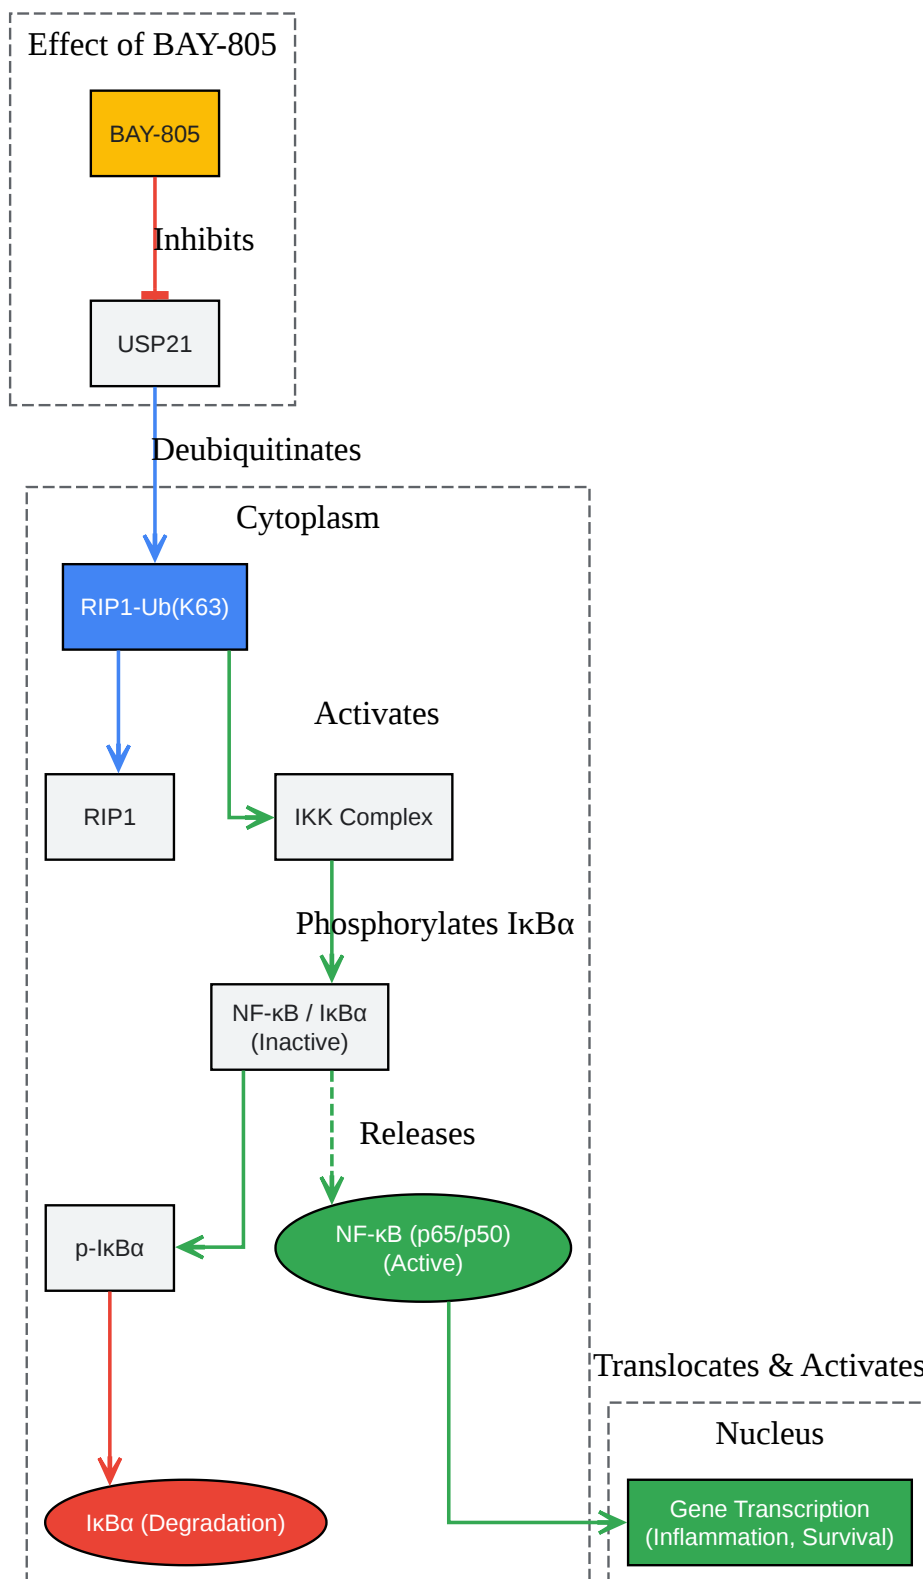 Effect of BAY-805
BAY-805
Inhibits
USP21
Deubiquitinates
Cytoplasm
RIP1-Ub(K63)
Activates
RIP1
IKK Complex
Phosphorylates IκBα
NF-κB / IκBα
(Inactive)
Releases
p-IκBα
NF-κB (p65/p50)
(Active)
Translocates & Activates
Nucleus
IκBα (Degradation)
Gene Transcription
(Inflammation, Survival)